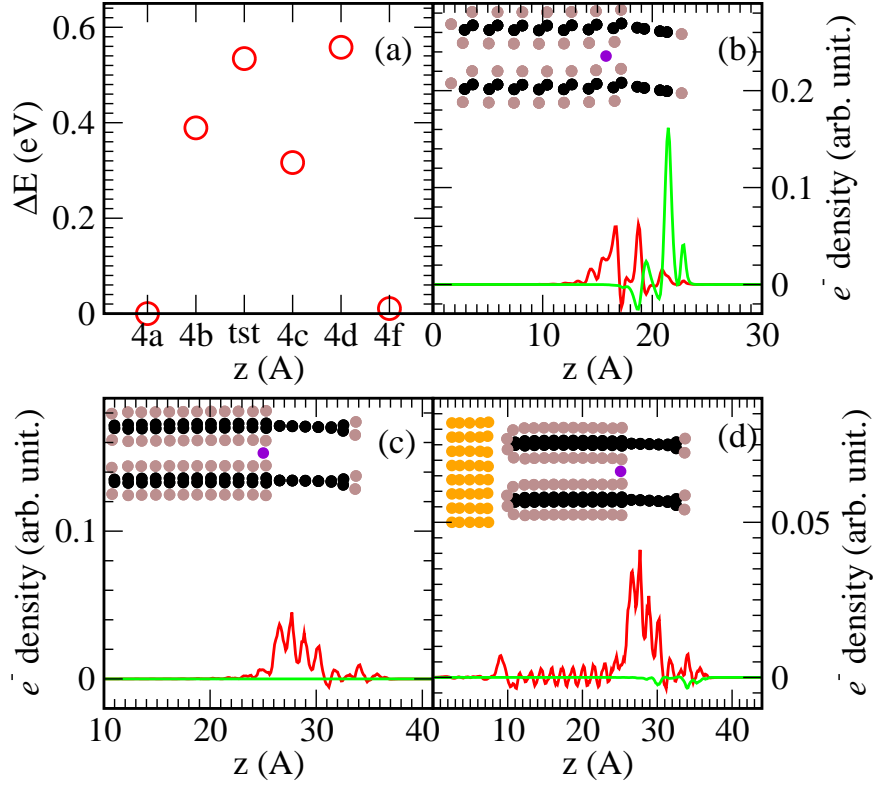 0.6
0.4
0.2
0
ΔE (eV)
(a)
4a 4b tst 4c 4d 4f
z (A)
(b)
0.2
0.1
0
e⁻ density (arb. unit.)
0 10 20 30
z (A)
(c)
0.1
0
e⁻ density (arb. unit.)
10 20 30 40
z (A)
(d)
0.05
0
e⁻ density (arb. unit.)
0 10 20 30 40
z (A)